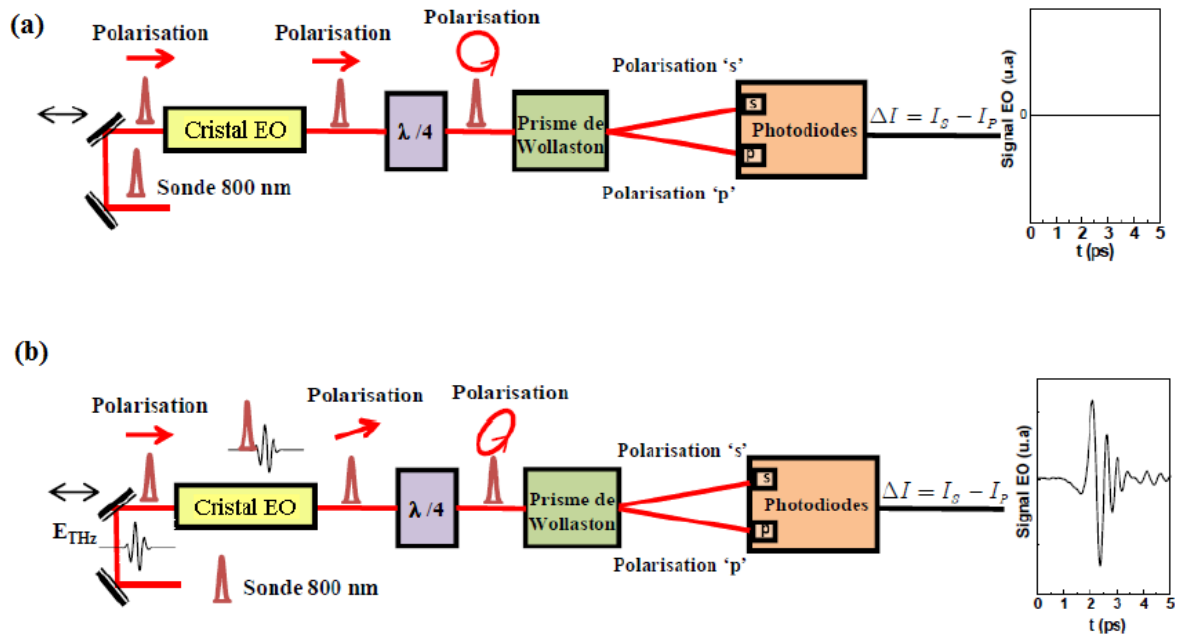 (a)
Polarisation
Polarisation
Polarisation
Polarisation ‘s’
Cristal EO
λ /4
Prisme de
Wollaston
s
p
Photodiodes
ΔI = I_S − I_P
Sonde 800 nm
Polarisation ‘p’
Signal EO (u.a)
0
0 1 2 3 4 5
t (ps)
(b)
Polarisation
Polarisation
Polarisation
Polarisation ‘s’
Cristal EO
λ /4
Prisme de
Wollaston
s
p
Photodiodes
ΔI = I_S − I_P
E_THz
Sonde 800 nm
Polarisation ‘p’
Signal EO (u.a)
0 1 2 3 4 5
t (ps)